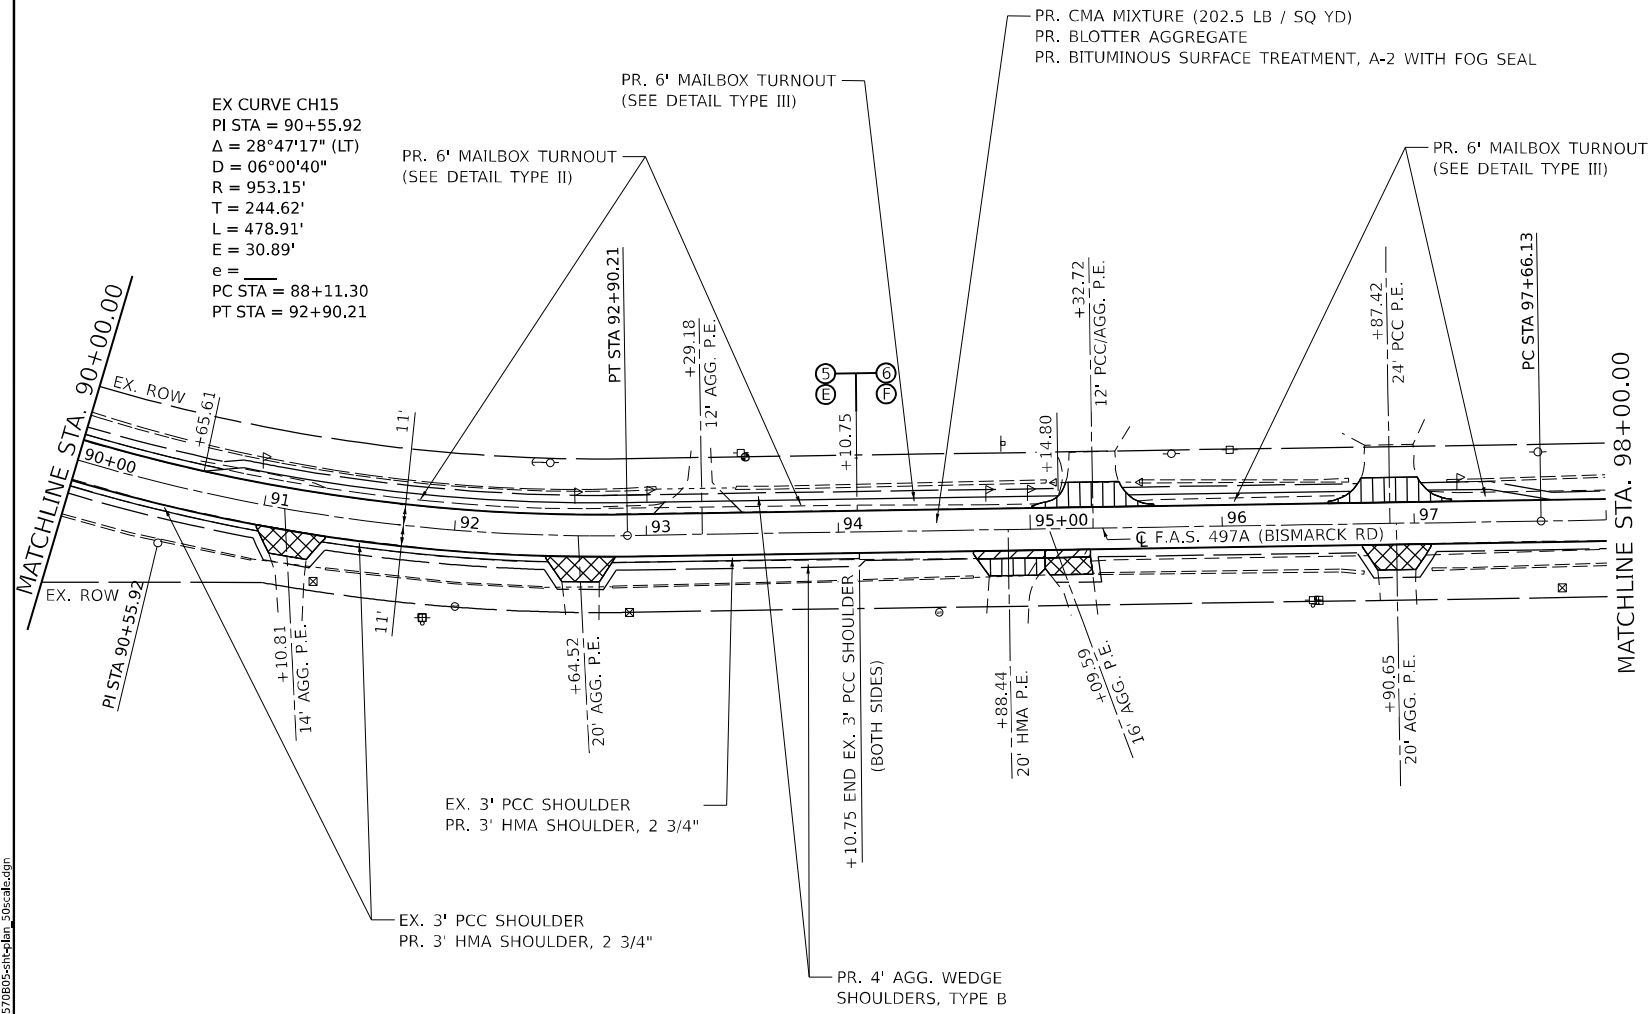 PR. CMA MIXTURE (202.5 LB / SQ YD)
PR. BLOTTER AGGREGATE
PR. BITUMINOUS SURFACE TREATMENT, A-2 WITH FOG SEAL
PR. 6' MAILBOX TURNOUT
(SEE DETAIL TYPE III)
EX CURVE CH15
PI STA = 90+55.92
Δ = 28°47'17" (LT)
D = 06°00'40"
R = 953.15'
T = 244.62'
L = 478.91'
E = 30.89'
e = ____
PC STA = 88+11.30
PT STA = 92+90.21
PR. 6' MAILBOX TURNOUT
(SEE DETAIL TYPE II)
PR. 6' MAILBOX TURNOUT
(SEE DETAIL TYPE III)
MATCHLINE STA. 90+00.00
EX. ROW
+65.61
11'
PT STA 92+90.21
+29.18
12' AGG. P.E.
5
6
E
F
+10.75
+14.80
+32.72
12' PCC/AGG. P.E.
+87.42
24 PCC P.E.
PC STA 97+66.13
MATCHLINE STA. 98+00.00
90+00
91
92
93
94
95+00
96
97
℄ F.A.S. 497A (BISMARCK RD)
EX. ROW
PI STA 90+55.92
+10.81
14' AGG. P.E.
11'
+64.52
20' AGG. P.E.
+10.75 END EX. 3' PCC SHOULDER
(BOTH SIDES)
+88.44
20' HMA P.E.
+09.59
16' AGG. P.E.
+90.65
20' AGG. P.E.
EX. 3' PCC SHOULDER
PR. 3' HMA SHOULDER, 2 3/4"
EX. 3' PCC SHOULDER
PR. 3' HMA SHOULDER, 2 3/4"
PR. 4' AGG. WEDGE
SHOULDERS, TYPE B
570B05-sht-plan_50scale.dgn